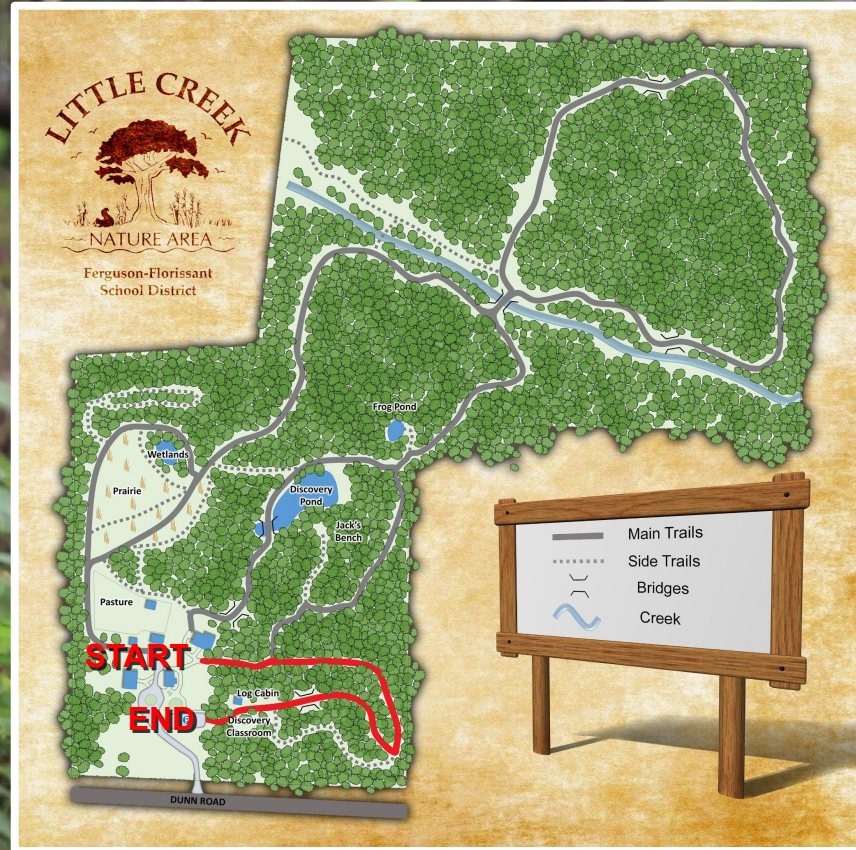 LITTLE CREEK
NATURE AREA
Ferguson-Florissant
School District
Frog Pond
Wetlands
Discovery
Pond
Prairie
Jack's
Bench
Pasture
START
Log Cabin
END
Discovery
Classroom
DUNN ROAD
Main Trails
Side Trails
Bridges
Creek